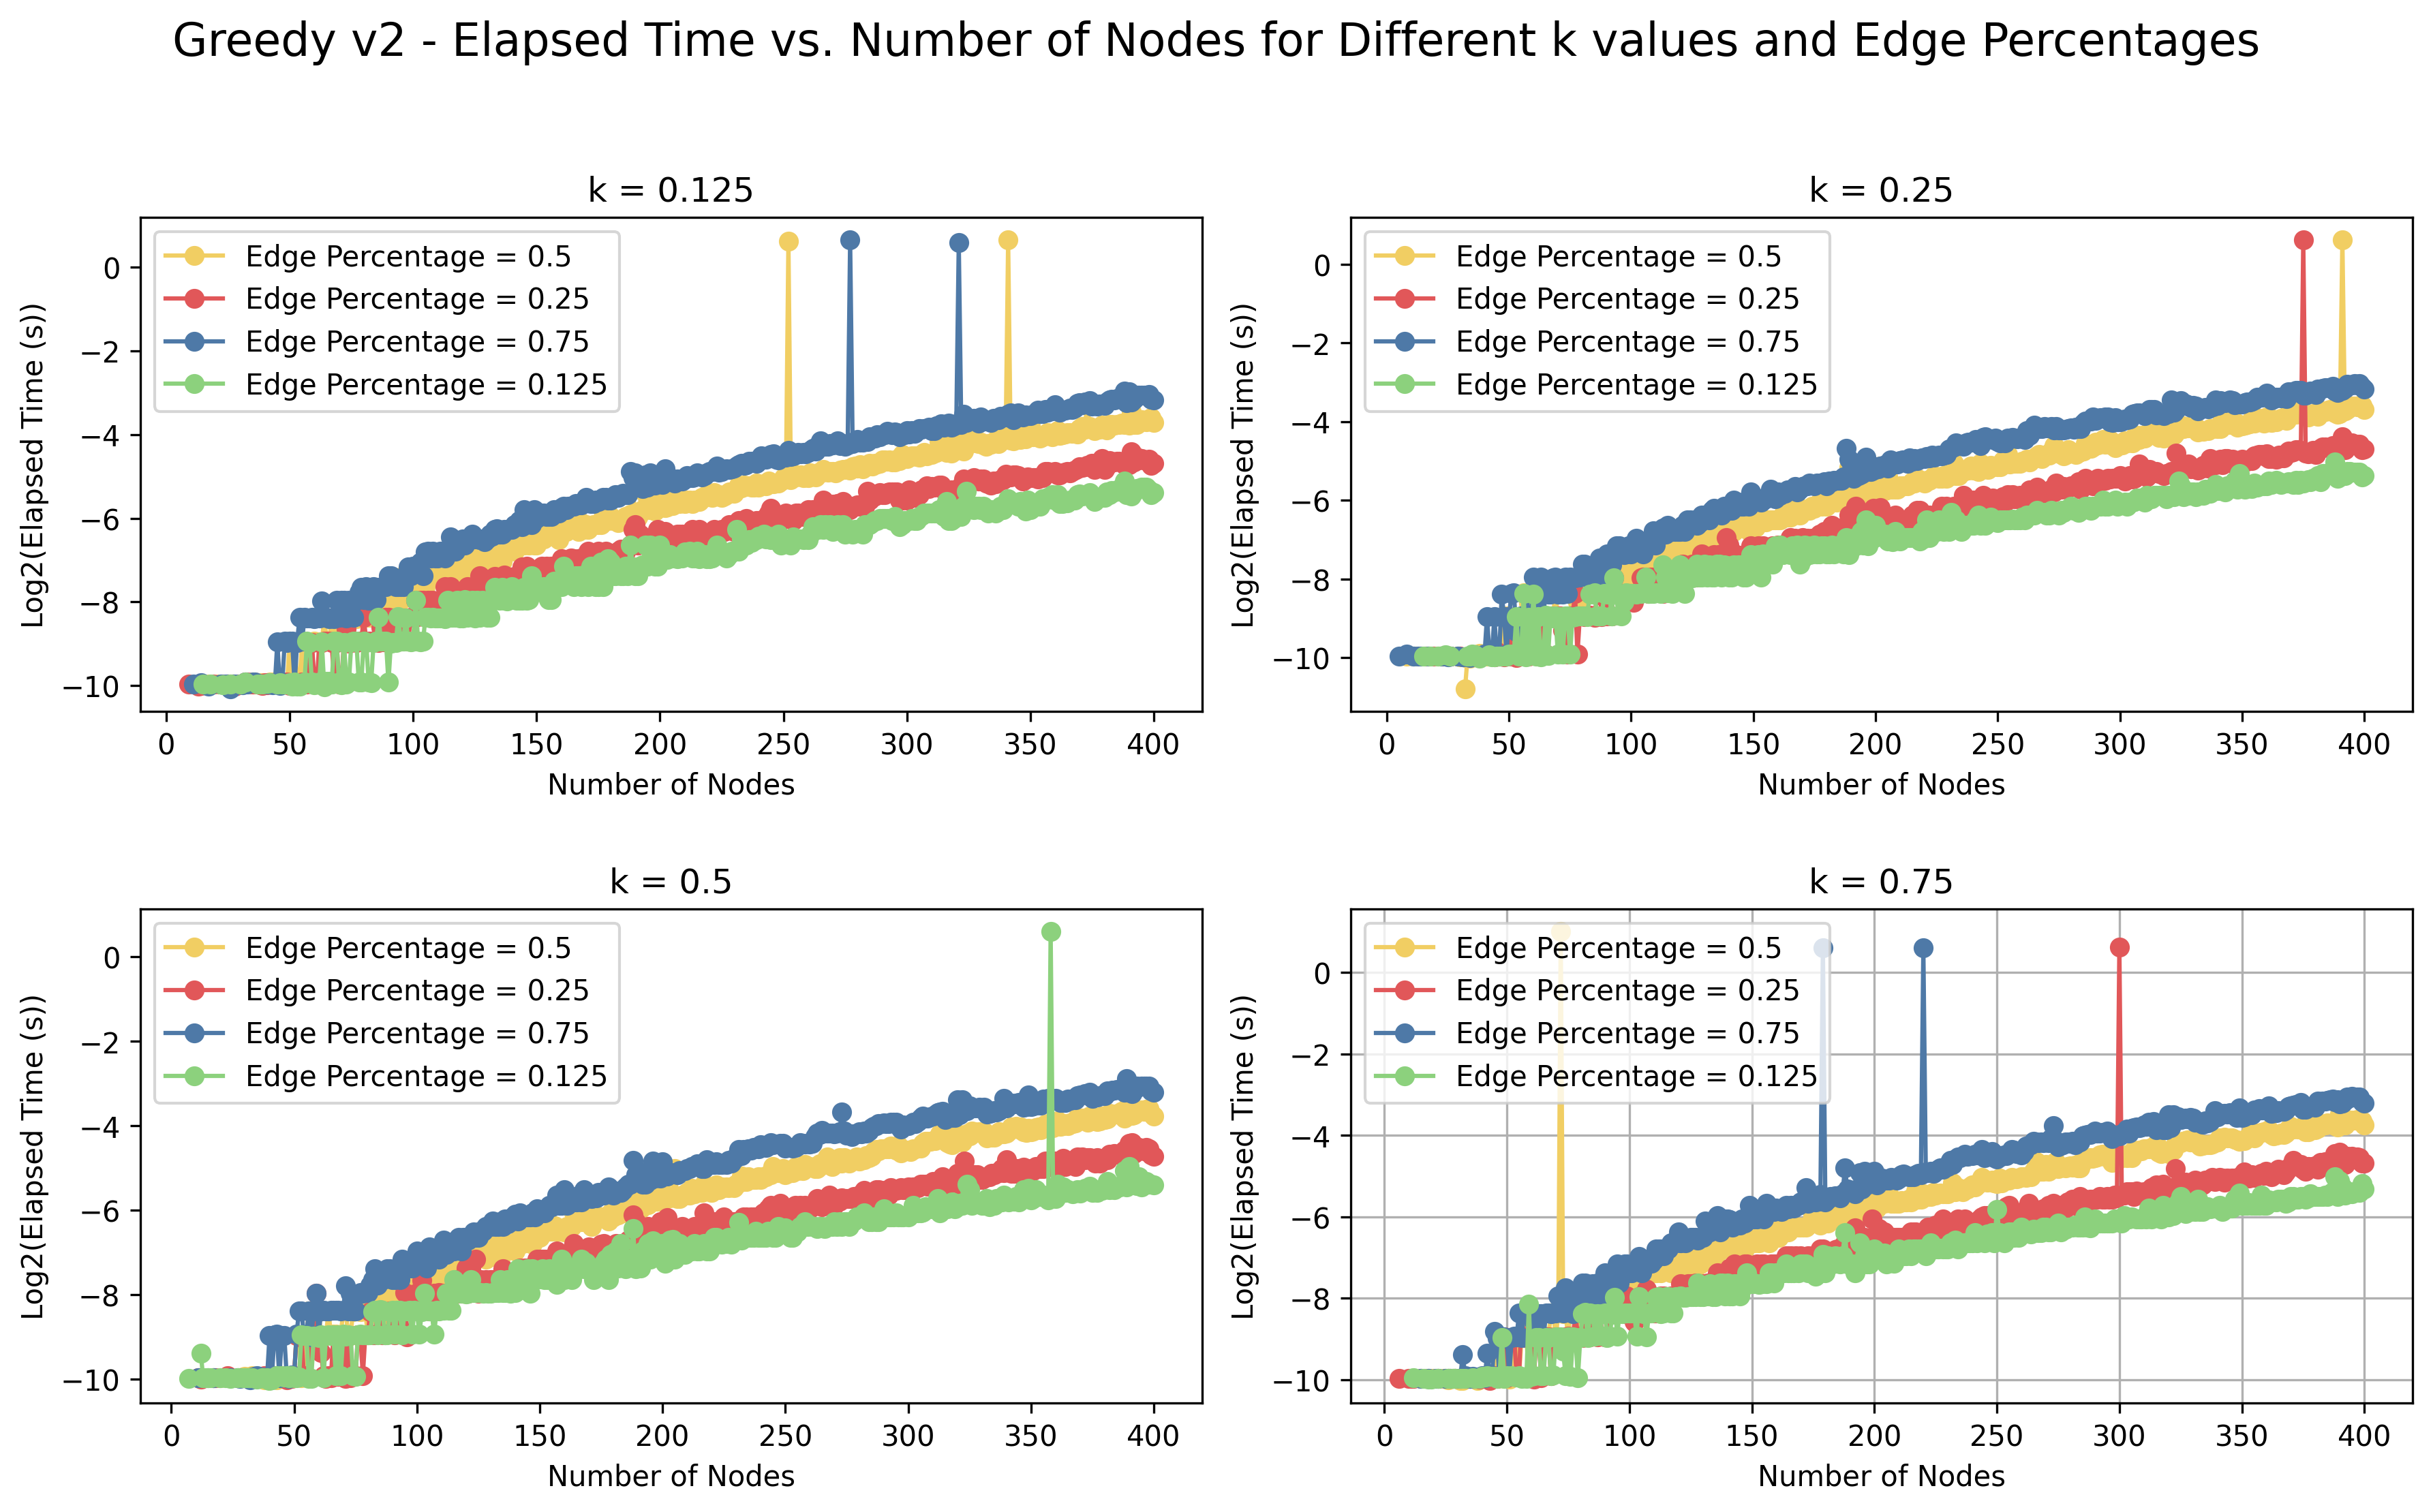 Greedy v2 - Elapsed Time vs. Number of Nodes for Different k values and Edge Percentages
k = 0.125
Edge Percentage = 0.5
Edge Percentage = 0.25
Edge Percentage = 0.75
Edge Percentage = 0.125
Log2(Elapsed Time (s))
0
−2
−4
−6
−8
−10
0 50 100 150 200 250 300 350 400
Number of Nodes
k = 0.25
Edge Percentage = 0.5
Edge Percentage = 0.25
Edge Percentage = 0.75
Edge Percentage = 0.125
Log2(Elapsed Time (s))
0
−2
−4
−6
−8
−10
0 50 100 150 200 250 300 350 400
Number of Nodes
k = 0.5
Edge Percentage = 0.5
Edge Percentage = 0.25
Edge Percentage = 0.75
Edge Percentage = 0.125
Log2(Elapsed Time (s))
0
−2
−4
−6
−8
−10
0 50 100 150 200 250 300 350 400
Number of Nodes
k = 0.75
Edge Percentage = 0.5
Edge Percentage = 0.25
Edge Percentage = 0.75
Edge Percentage = 0.125
Log2(Elapsed Time (s))
0
−2
−4
−6
−8
−10
0 50 100 150 200 250 300 350 400
Number of Nodes